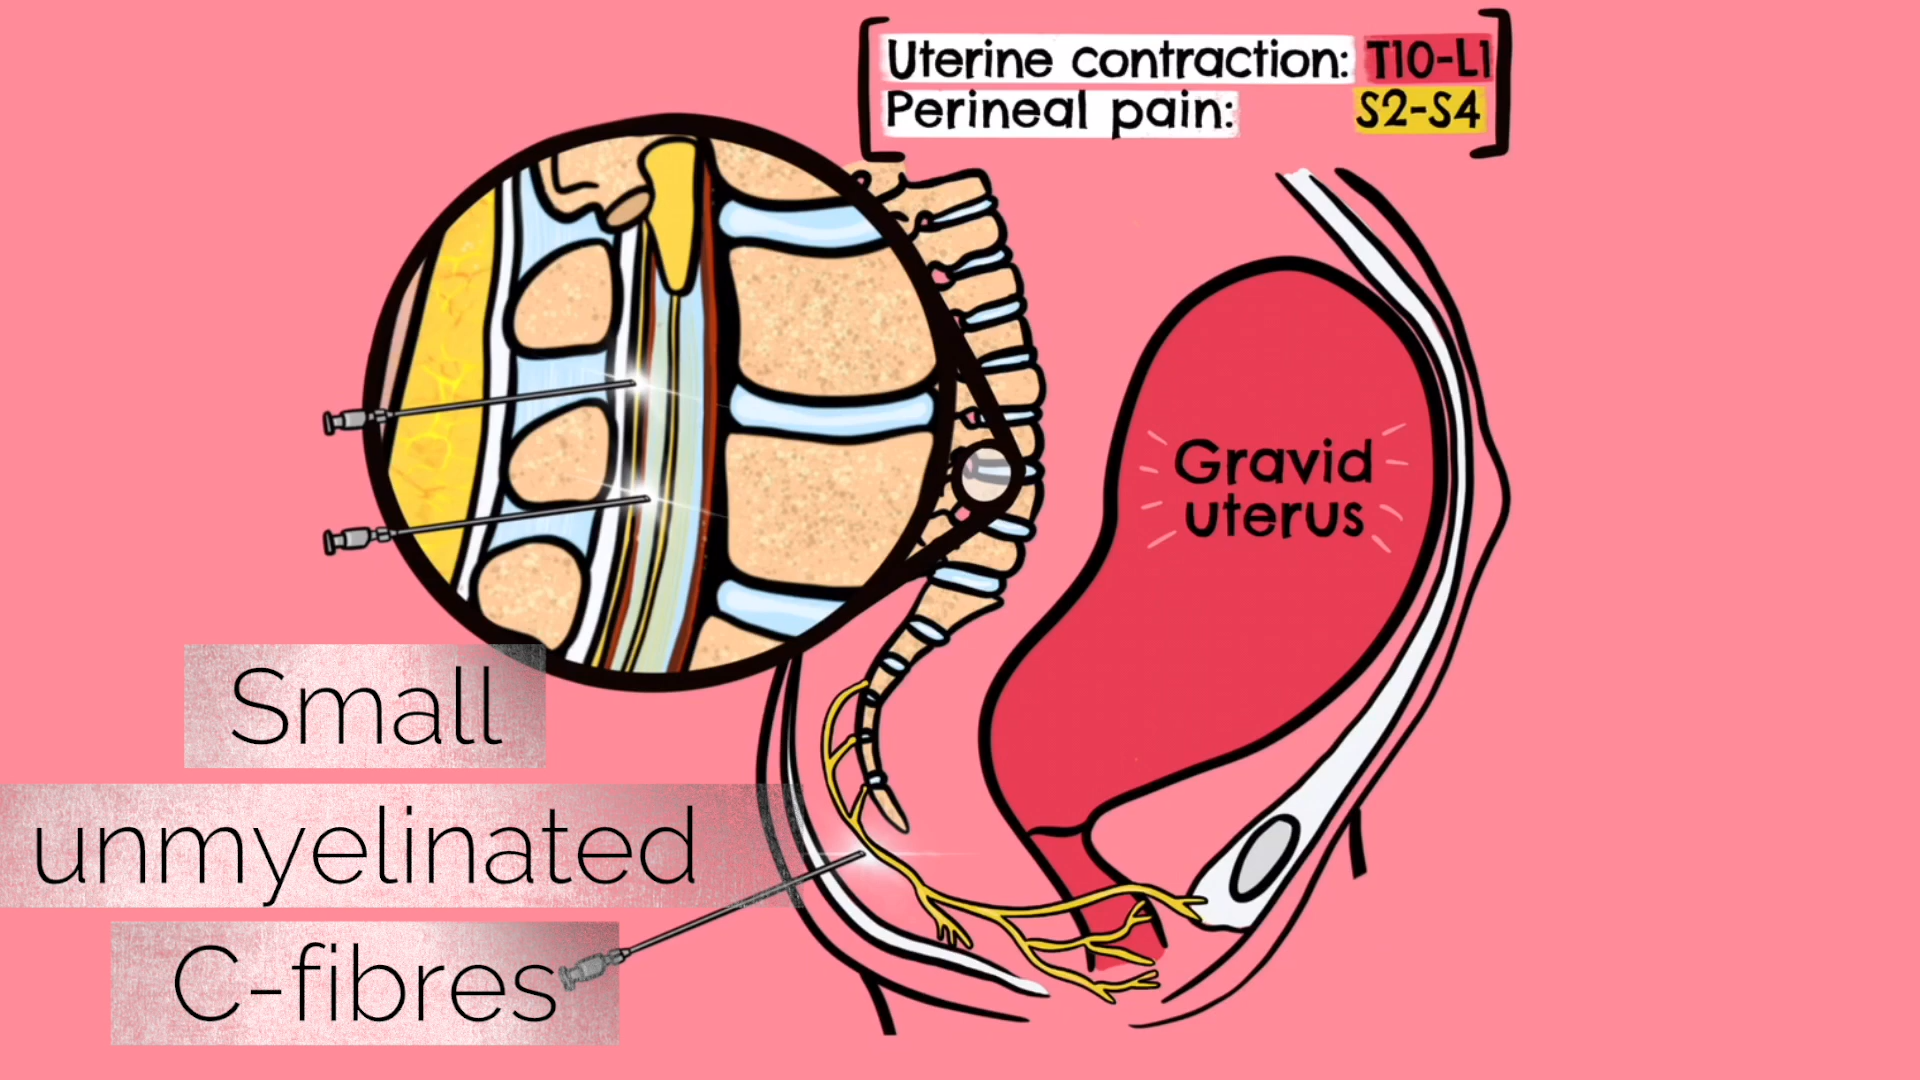 Uterine contraction: T10-L1
Perineal pain: S2-S4
Gravid
uterus
Small
unmyelinated
C-fibres